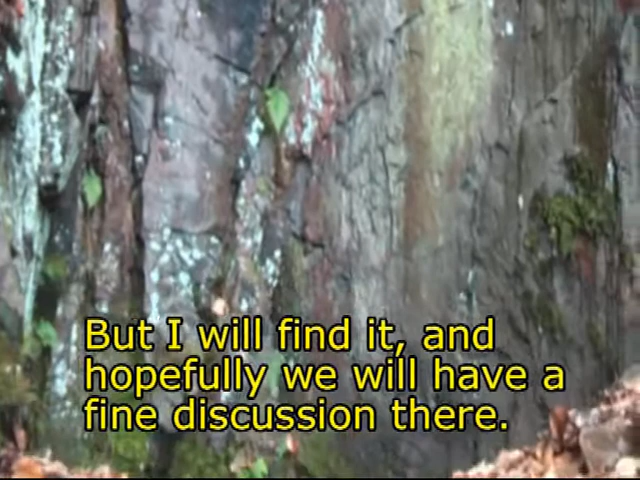 But I will find it, and
hopefully we will have a
fine discussion there.